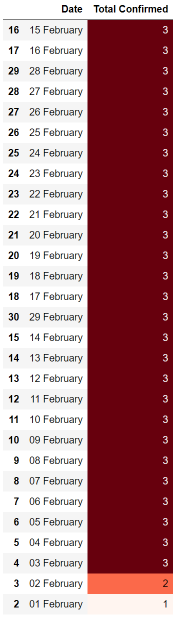 Date Total Confirmed
16 15 February 3
17 16 February 3
29 28 February 3
28 27 February 3
27 26 February 3
26 25 February 3
25 24 February 3
24 23 February 3
23 22 February 3
22 21 February 3
21 20 February 3
20 19 February 3
19 18 February 3
18 17 February 3
30 29 February 3
15 14 February 3
14 13 February 3
13 12 February 3
12 11 February 3
11 10 February 3
10 09 February 3
9 08 February 3
8 07 February 3
7 06 February 3
6 05 February 3
5 04 February 3
4 03 February 3
3 02 February 2
2 01 February 1